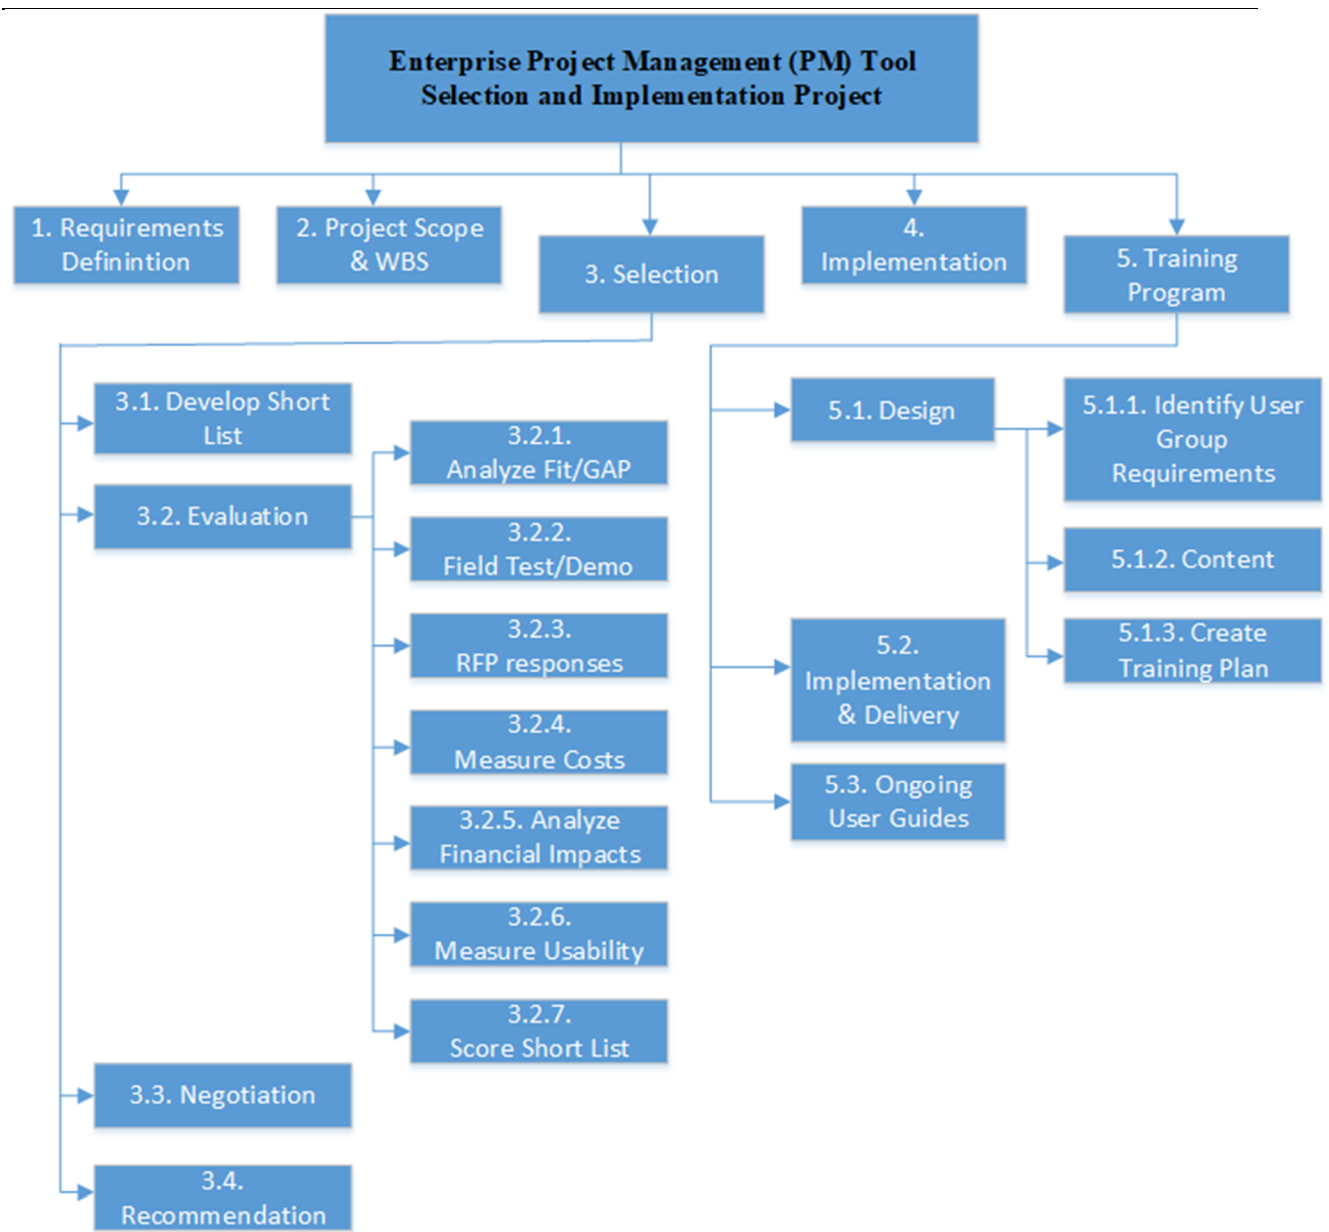 Enterprise Project Management (PM) Tool
Selection and Implementation Project
1. Requirements
Definintion
2. Project Scope
& WBS
3. Selection
4.
Implementation
5. Training
Program
3.1. Develop Short
List
3.2. Evaluation
3.2.1.
Analyze Fit/GAP
3.2.2.
Field Test/Demo
3.2.3.
RFP responses
3.2.4.
Measure Costs
3.2.5. Analyze
Financial Impacts
3.2.6.
Measure Usability
3.2.7.
Score Short List
3.3. Negotiation
3.4.
Recommendation
5.1. Design
5.1.1. Identify User
Group
Requirements
5.1.2. Content
5.1.3. Create
Training Plan
5.2.
Implementation
& Delivery
5.3. Ongoing
User Guides